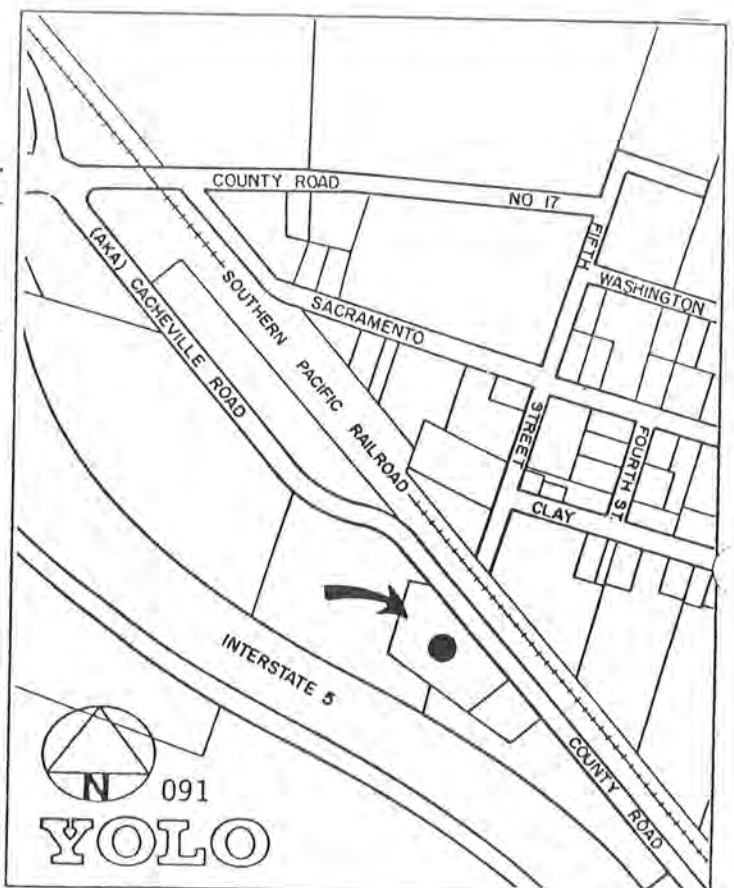 COUNTY ROAD NO 17
FIFTH
WASHINGTON
(AKA) CACHEVILLE ROAD
SOUTHERN PACIFIC RAILROAD
SACRAMENTO
STREET
FOURTH ST.
CLAY
INTERSTATE 5
COUNTY ROAD
N 091
YOLO